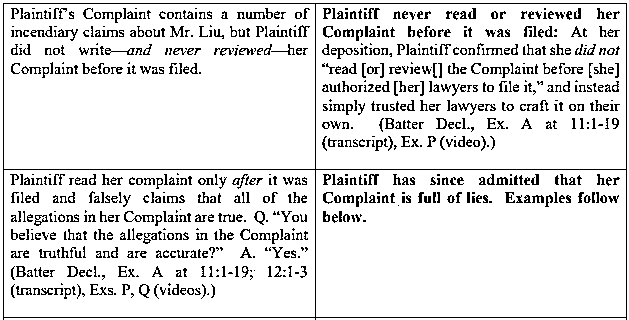 Plaintiff's Complaint contains a number of
incendiary claims about Mr. Liu, but Plaintiff
did not write—and never reviewed—her
Complaint before it was filed.
Plaintiff never read or reviewed her
Complaint before it was filed: At her
deposition, Plaintiff confirmed that she did not
"read [or] review[] the Complaint before [she]
authorized [her] lawyers to file it," and instead
simply trusted her lawyers to craft it on their
own. (Batter Decl., Ex. A at 11:1-19
(transcript), Ex. P (video).)
Plaintiff read her complaint only after it was
filed and falsely claims that all of the
allegations in her Complaint are true. Q. "You
believe that the allegations in the Complaint
are truthful and are accurate?" A. "Yes."
(Batter Decl., Ex. A at 11:1-19; 12:1-3
(transcript), Exs. P, Q (videos).)
Plaintiff has since admitted that her
Complaint is full of lies. Examples follow
below.